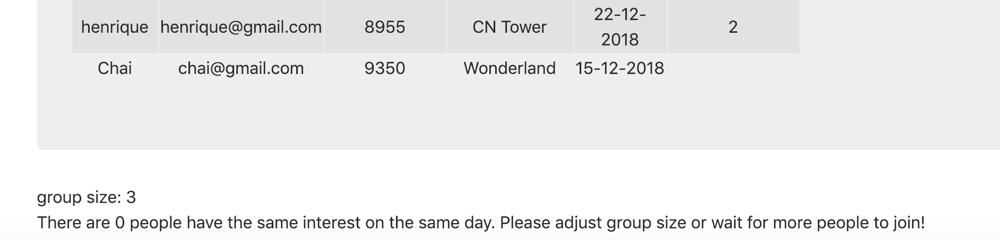 henrique henrique@gmail.com 8955 CN Tower 22-12-
2018 2
Chai chai@gmail.com 9350 Wonderland 15-12-2018
group size: 3
There are 0 people have the same interest on the same day. Please adjust group size or wait for more people to join!